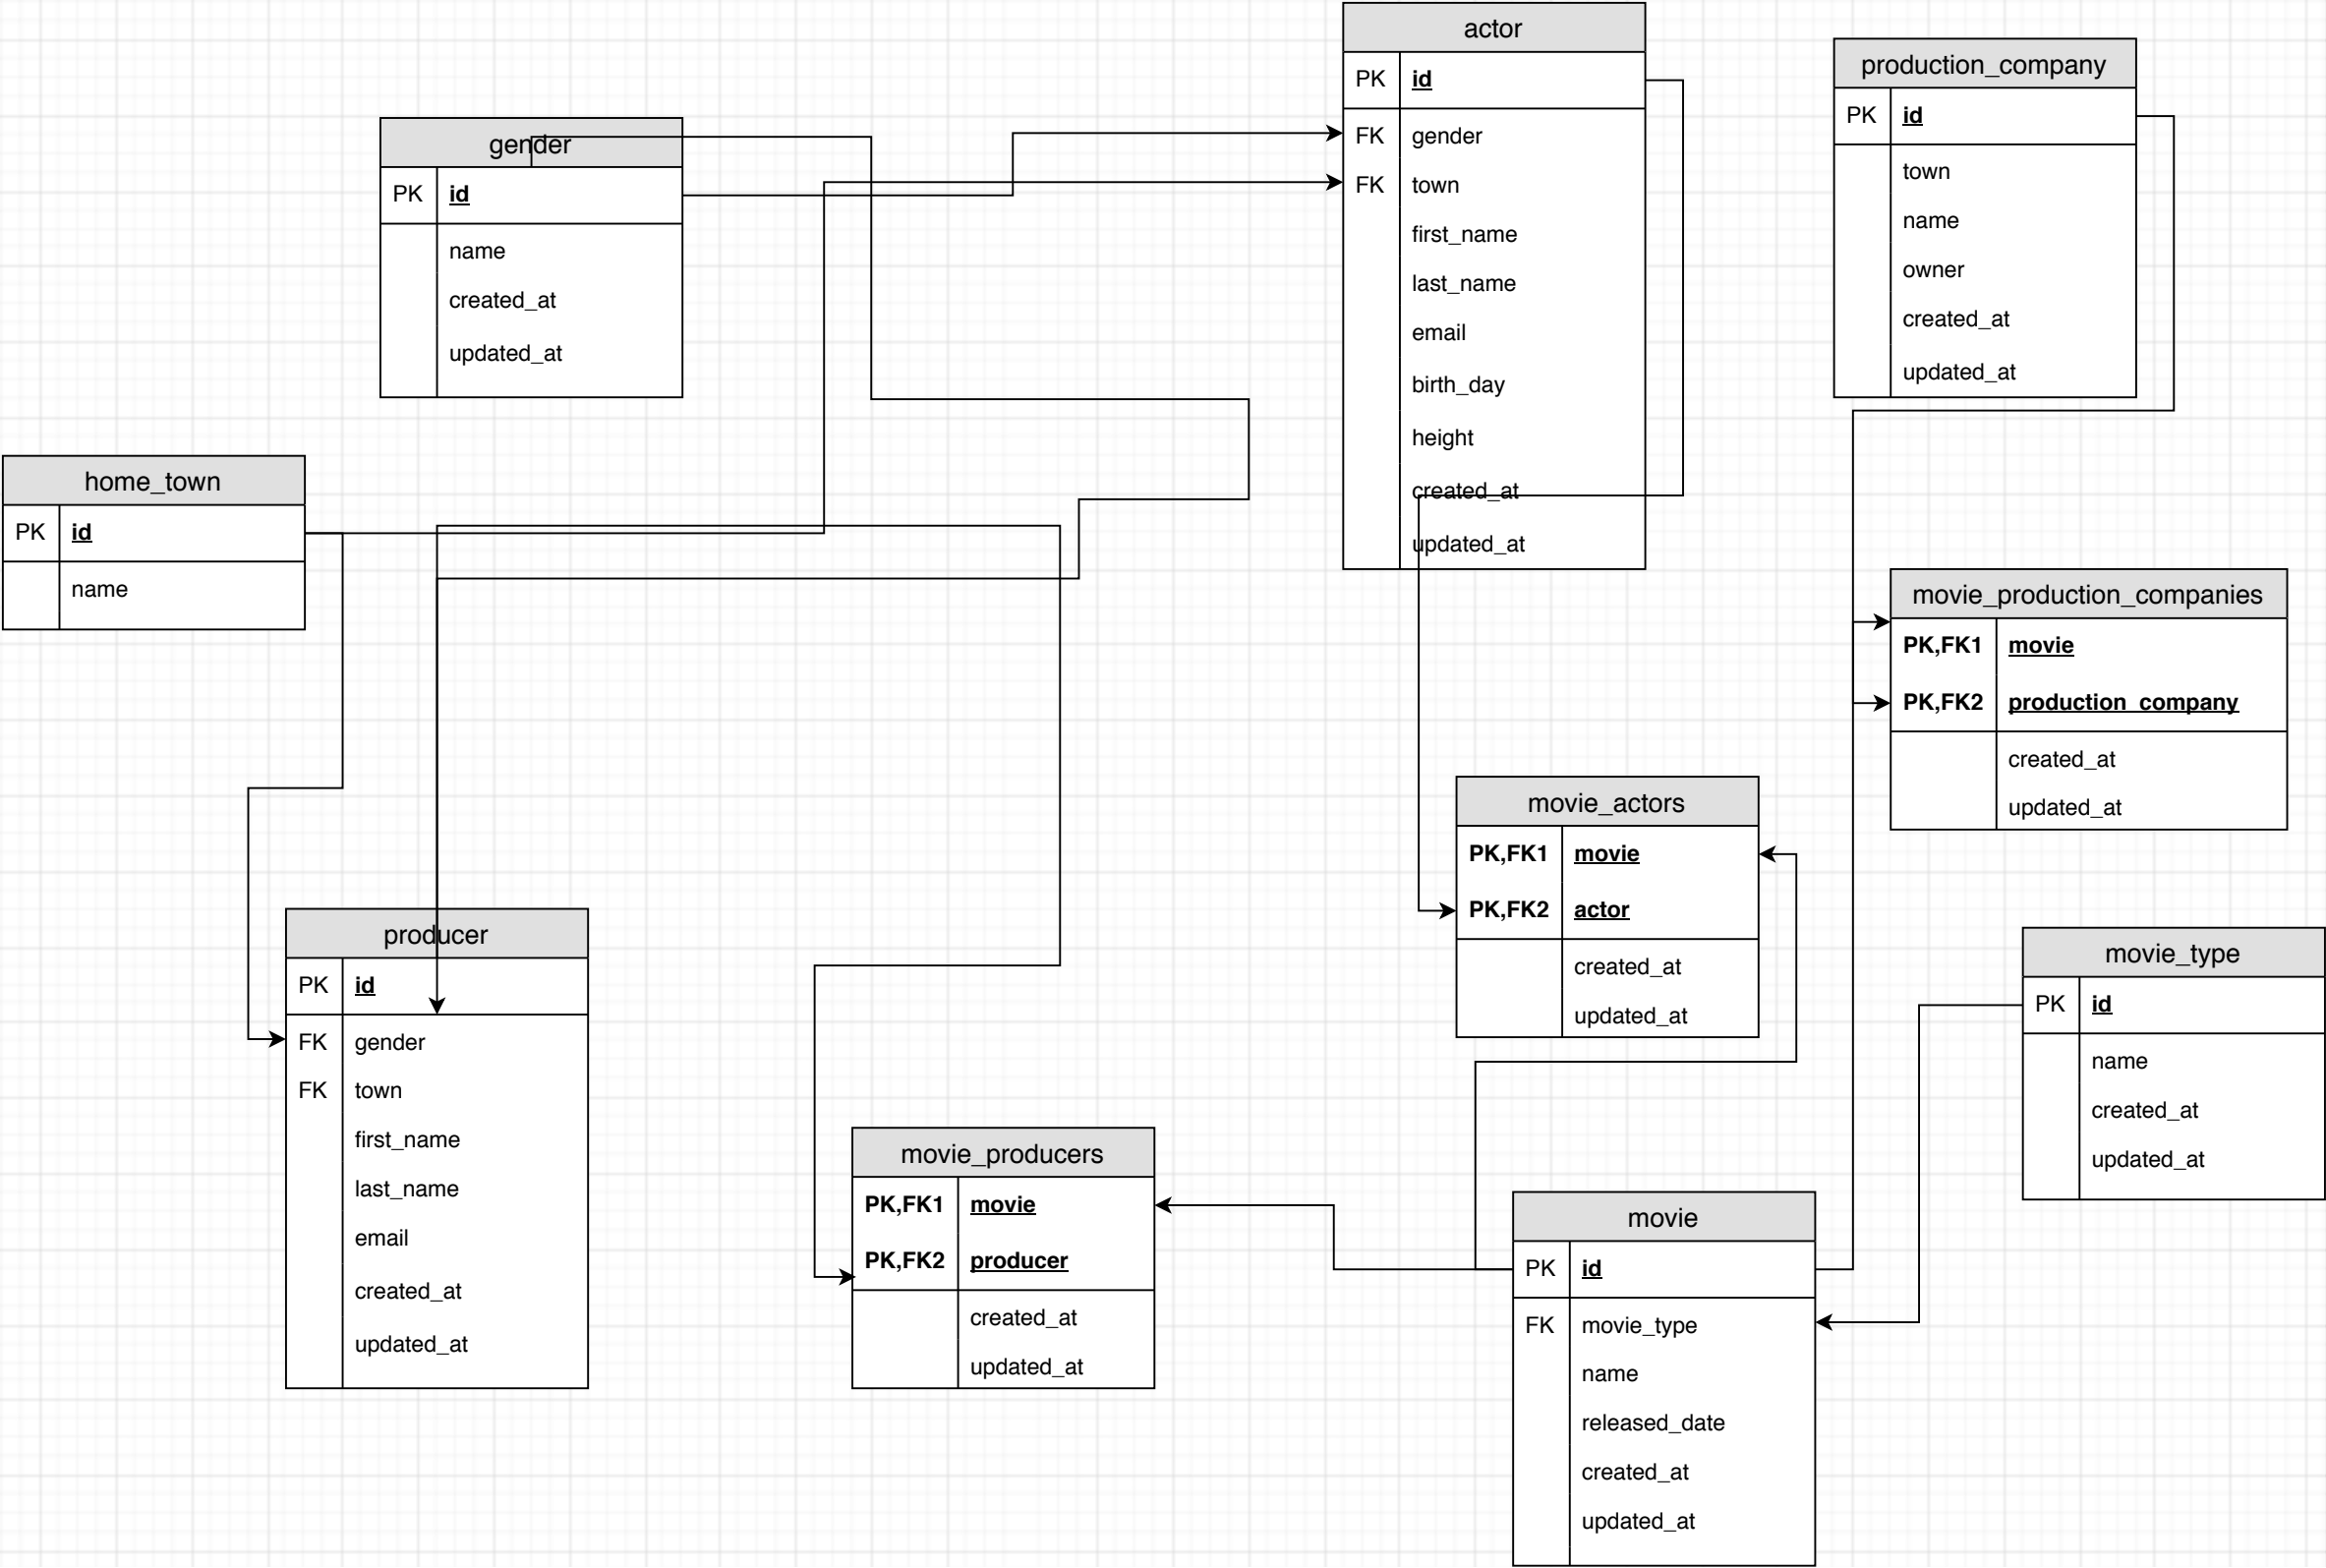 actor
PK id
FK gender
FK town
first_name
last_name
email
birth_day
height
created_at
updated_at
production_company
PK id
town
name
owner
created_at
updated_at
gender
PK id
name
created_at
updated_at
home_town
PK id
name
movie_production_companies
PK,FK1 movie
PK,FK2 production_company
created_at
updated_at
movie_actors
PK,FK1 movie
PK,FK2 actor
created_at
updated_at
producer
PK id
FK gender
FK town
first_name
last_name
email
created_at
updated_at
movie_type
PK id
name
created_at
updated_at
movie_producers
PK,FK1 movie
PK,FK2 producer
created_at
updated_at
movie
PK id
FK movie_type
name
released_date
created_at
updated_at